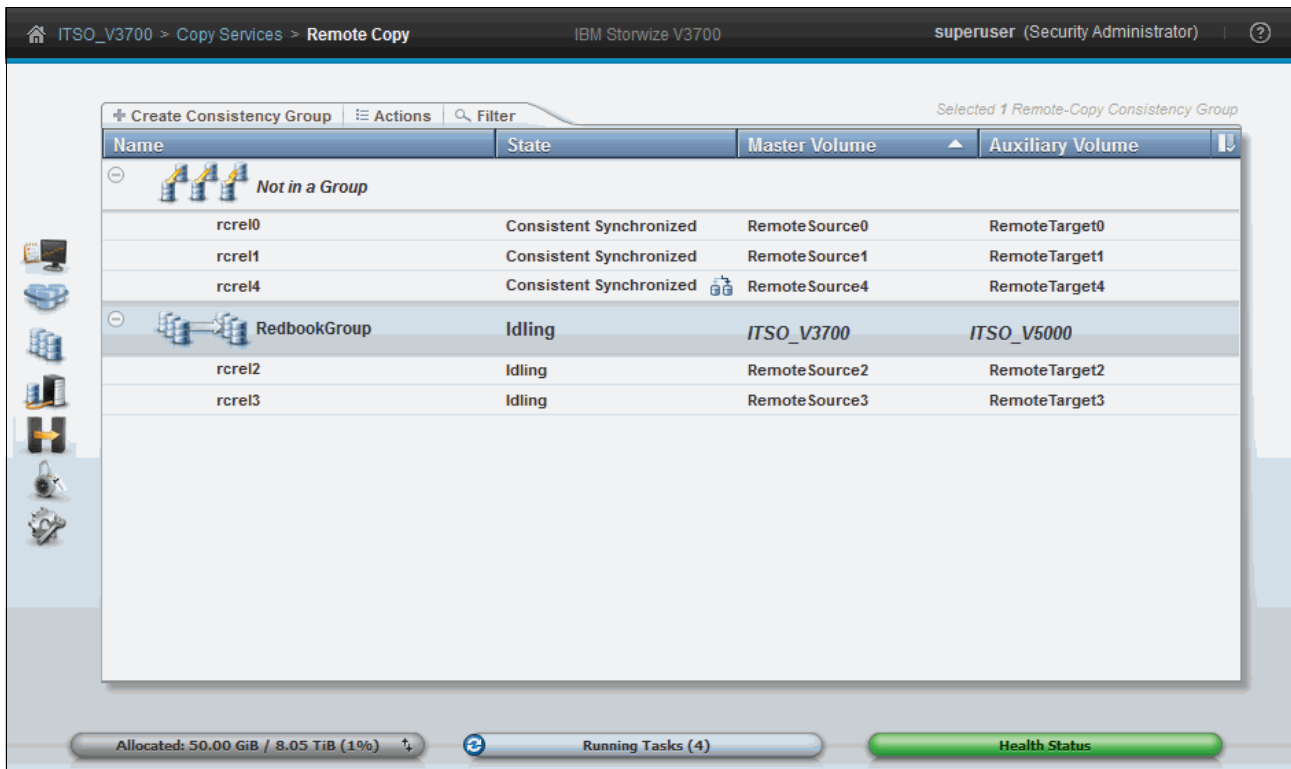 ITSO_V3700 > Copy Services > Remote Copy IBM Storwize V3700 superuser (Security Administrator) | ?
Create Consistency Group Actions Filter Selected 1 Remote-Copy Consistency Group
Name State Master Volume Auxiliary Volume
Not in a Group
rcrel0 Consistent Synchronized RemoteSource0 RemoteTarget0
rcrel1 Consistent Synchronized RemoteSource1 RemoteTarget1
rcrel4 Consistent Synchronized RemoteSource4 RemoteTarget4
RedbookGroup Idling ITSO_V3700 ITSO_V5000
rcrel2 Idling RemoteSource2 RemoteTarget2
rcrel3 Idling RemoteSource3 RemoteTarget3
Allocated: 50.00 GiB / 8.05 TiB (1%) Running Tasks (4) Health Status